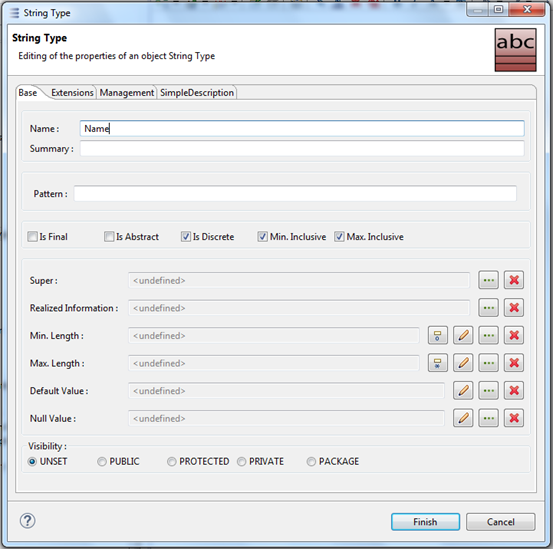 String Type
String Type
abc
Editing of the properties of an object String Type
Base Extensions Management SimpleDescription
Name : Name
Summary :
Pattern :
Is Final Is Abstract Is Discrete Min. Inclusive Max. Inclusive
Super : <undefined>
Realized Information : <undefined>
Min. Length : <undefined> 0
Max. Length : <undefined> ∞
Default Value : <undefined>
Null Value : <undefined>
Visibility :
UNSET PUBLIC PROTECTED PRIVATE PACKAGE
? Finish Cancel